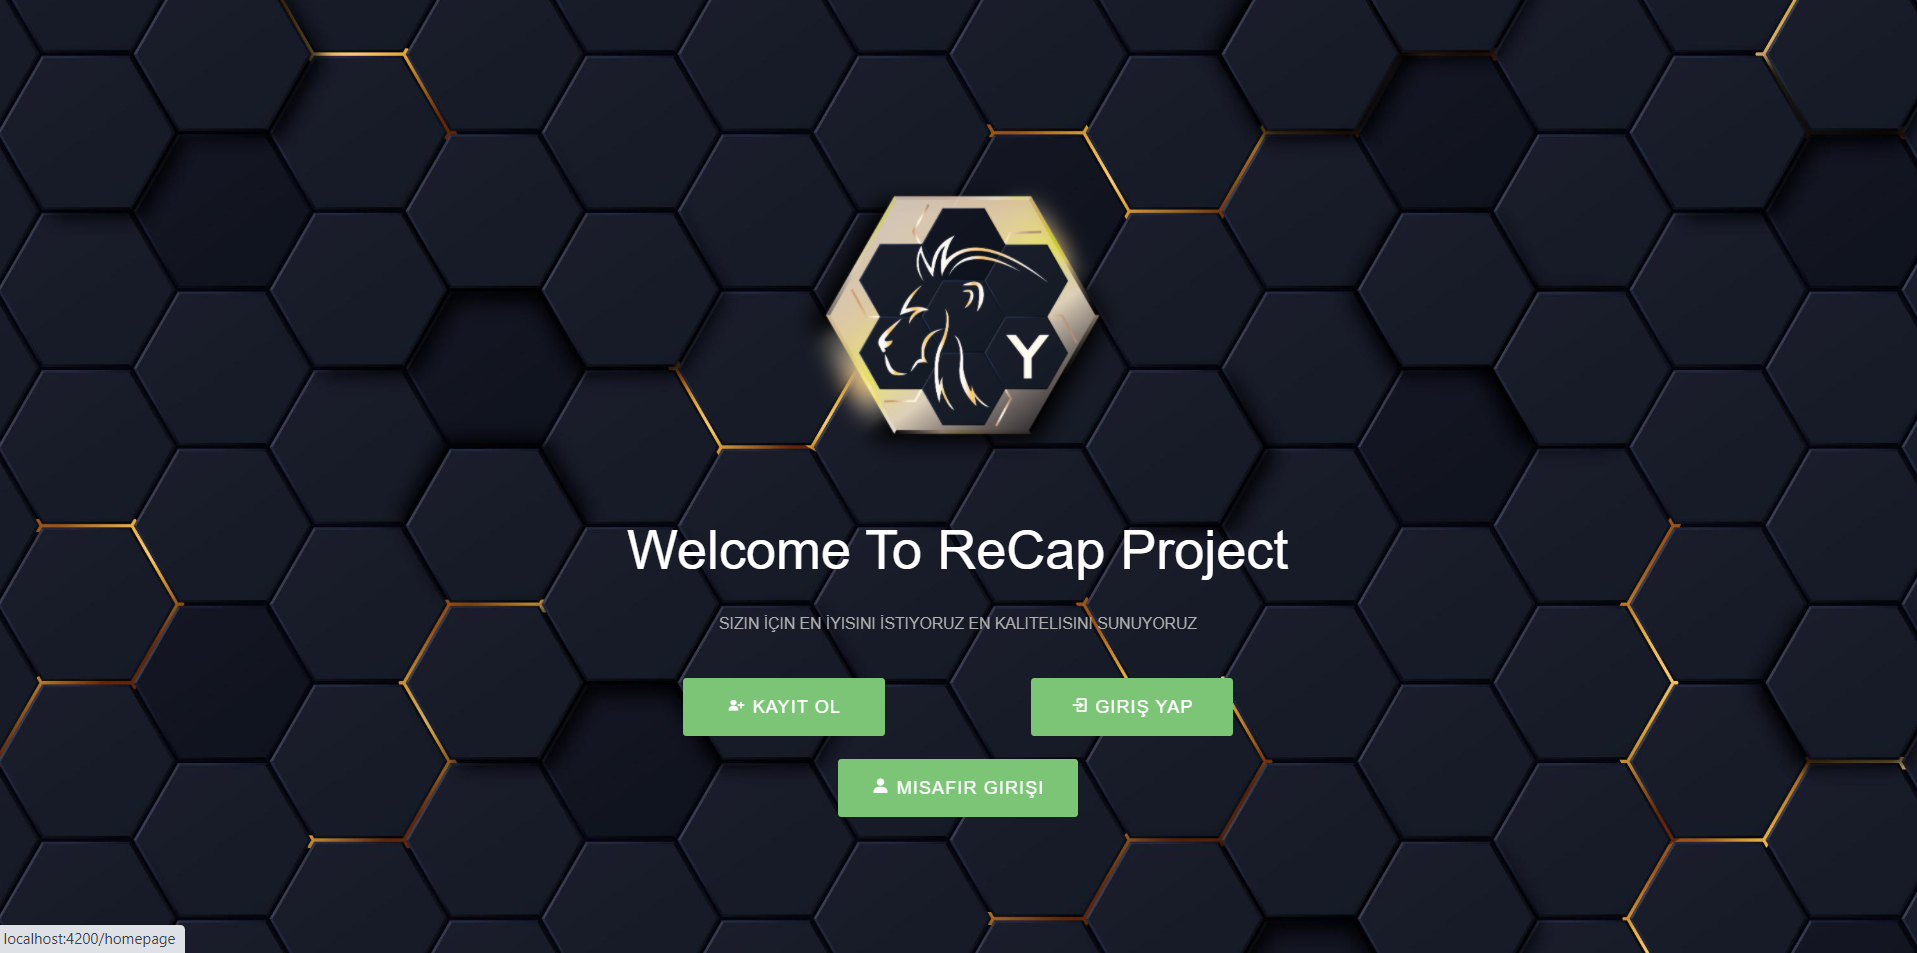 Y
Welcome To ReCap Project
SIZIN İÇIN EN İYISINI İSTIYORUZ EN KALITELISINI SUNUYORUZ
KAYIT OL
GIRIŞ YAP
MISAFIR GIRIŞI
localhost:4200/homepage